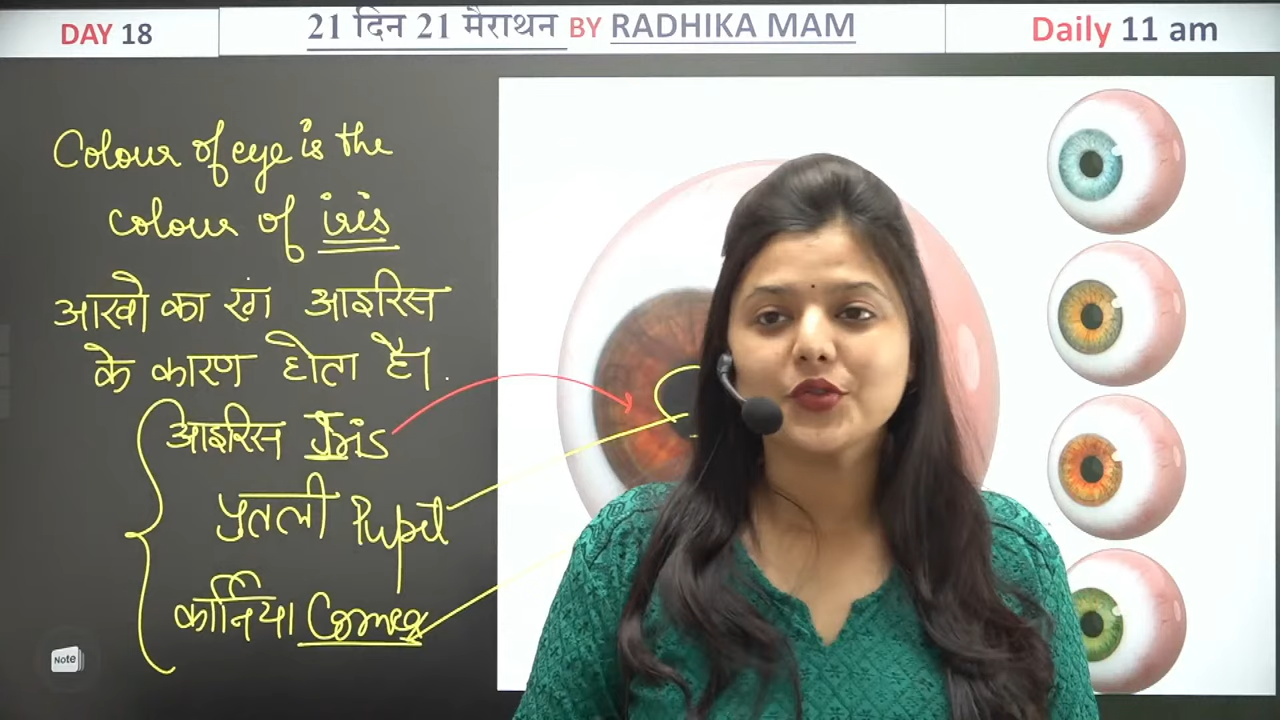 DAY 18
21 दिन 21 मैराथन BY RADHIKA MAM
Daily 11 am
Colour of eye is the
colour of iris
आखो का रंग आइरिस
के कारण होता है।
आइरिस Iris
पुतली Pupil
कॉर्निया Cornea
Note